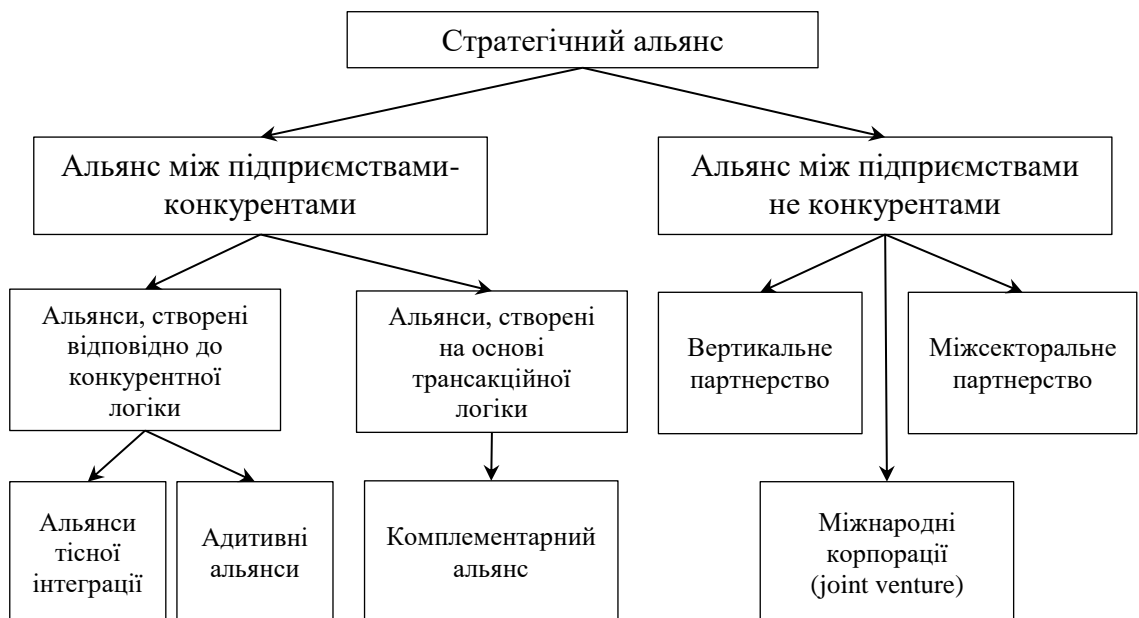 Стратегічний альянс
Альянс між підприємствами-
конкурентами
Альянс між підприємствами
не конкурентами
Альянси, створені
відповідно до
конкурентної
логіки
Альянси, створені
на основі
трансакційної
логіки
Вертикальне
партнерство
Міжсекторальне
партнерство
Альянси
тісної
інтеграції
Адитивні
альянси
Комплементарний
альянс
Міжнародні
корпорації
(joint venture)